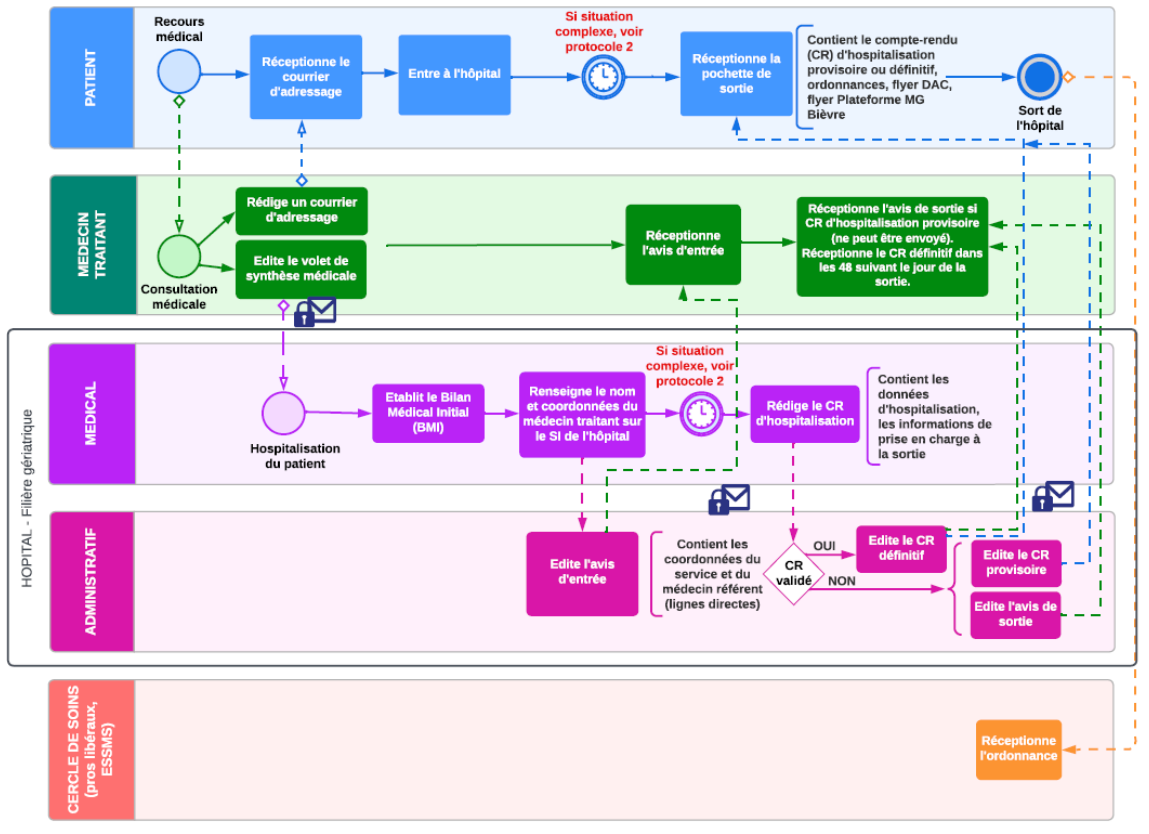 PATIENT
Recours
médical
Réceptionne le
courrier
d'adressage
Entre à l'hôpital
Si situation
complexe, voir
protocole 2
Réceptionne la
pochette de
sortie
Contient le compte-rendu
(CR) d'hospitalisation
provisoire ou définitif,
ordonnances, flyer DAC,
flyer Plateforme MG
Bièvre
Sort de
l'hôpital
MEDECIN
TRAITANT
Consultation
médicale
Rédige un courrier
d'adressage
Edite le volet de
synthèse médicale
Réceptionne
l'avis d'entrée
Réceptionne l'avis de sortie si
CR d'hospitalisation provisoire
(ne peut être envoyé).
Réceptionne le CR définitif dans
les 48 suivant le jour de la
sortie.
HOPITAL - Filière gériatrique
MEDICAL
Hospitalisation
du patient
Etablit le Bilan
Médical Initial
(BMI)
Renseigne le nom
et coordonnées du
médecin traitant sur
le SI de l'hôpital
Si situation
complexe, voir
protocole 2
Rédige le CR
d'hospitalisation
Contient les
données
d'hospitalisation,
les informations de
prise en charge à
la sortie
ADMINISTRATIF
Edite l'avis
d'entrée
Contient les
coordonnées du
service et du
médecin référent
(lignes directes)
CR
validé
OUI
NON
Edite le CR
définitif
Edite le CR
provisoire
Edite l'avis de
sortie
CERCLE DE SOINS
(pros libéraux,
ESSMS)
Réceptionne
l'ordonnance